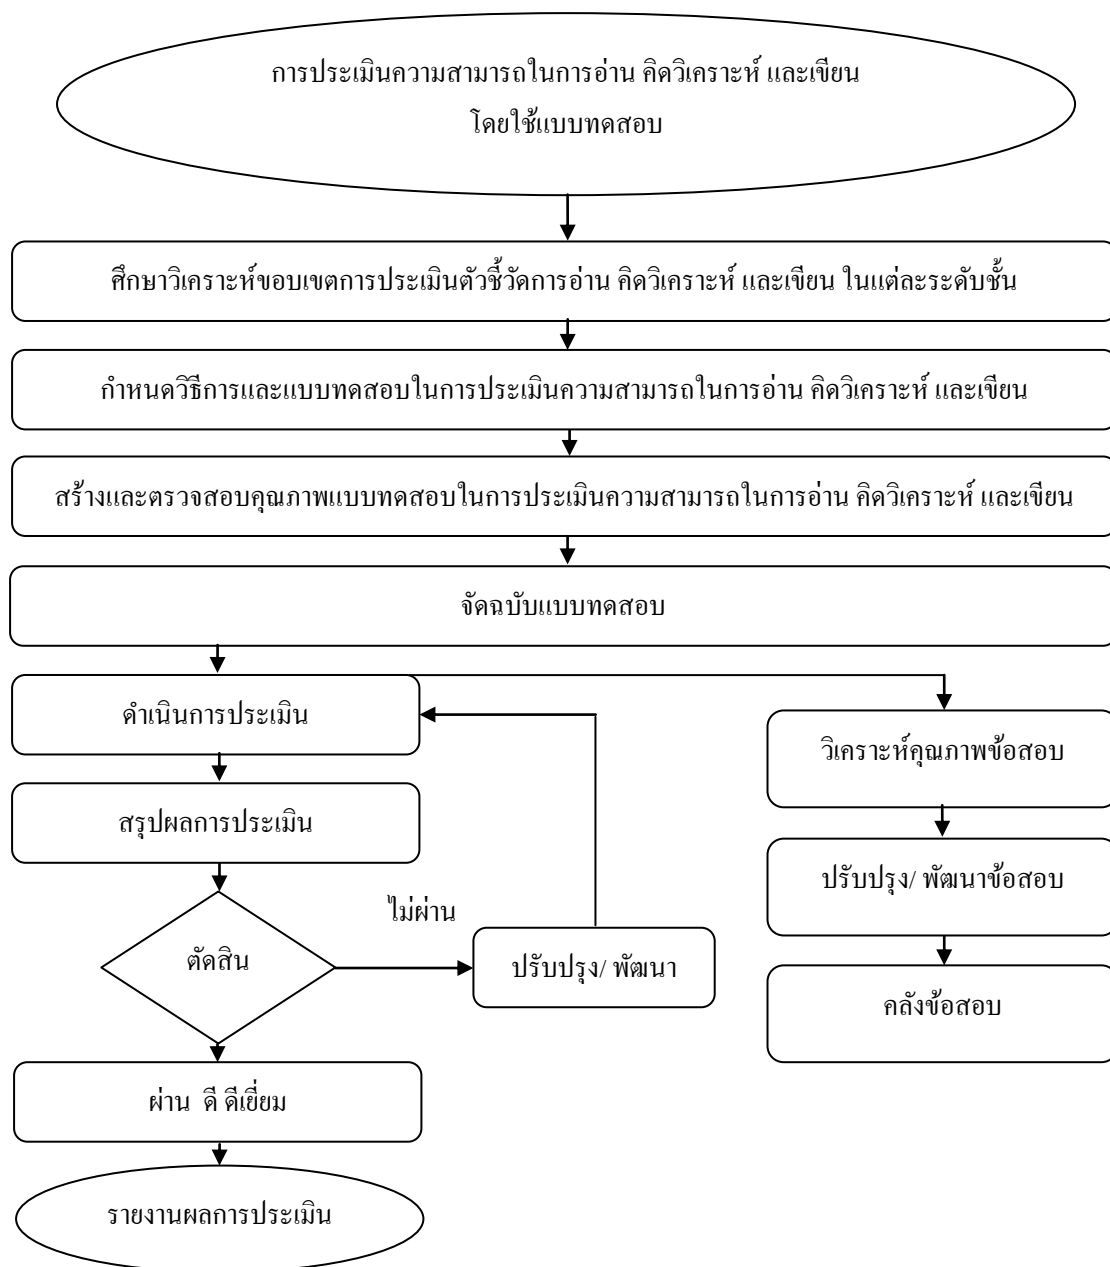 การประเมินความสามารถในการอ่าน คิดวิเคราะห์ และเขียน
โดยใช้แบบทดสอบ
ศึกษาวิเคราะห์ขอบเขตการประเมินตัวชี้วัดการอ่าน คิดวิเคราะห์ และเขียน ในแต่ละระดับชั้น
กำหนดวิธีการและแบบทดสอบในการประเมินความสามารถในการอ่าน คิดวิเคราะห์ และเขียน
สร้างและตรวจสอบคุณภาพแบบทดสอบในการประเมินความสามารถในการอ่าน คิดวิเคราะห์ และเขียน
จัดฉบับแบบทดสอบ
ดำเนินการประเมิน
สรุปผลการประเมิน
ตัดสิน
ไม่ผ่าน
ปรับปรุง/ พัฒนา
ผ่าน ดี ดีเยี่ยม
รายงานผลการประเมิน
วิเคราะห์คุณภาพข้อสอบ
ปรับปรุง/ พัฒนาข้อสอบ
คลังข้อสอบ